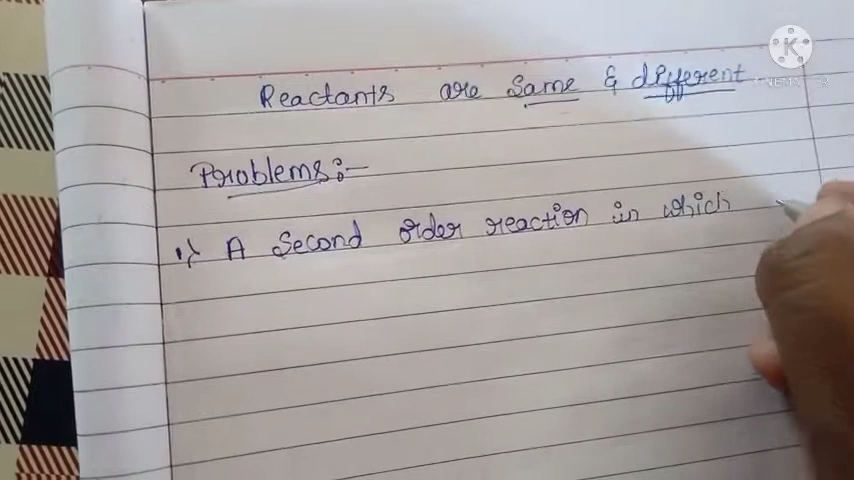 Reactants are Same & different
Problems:-
1> A Second order reaction in which
K